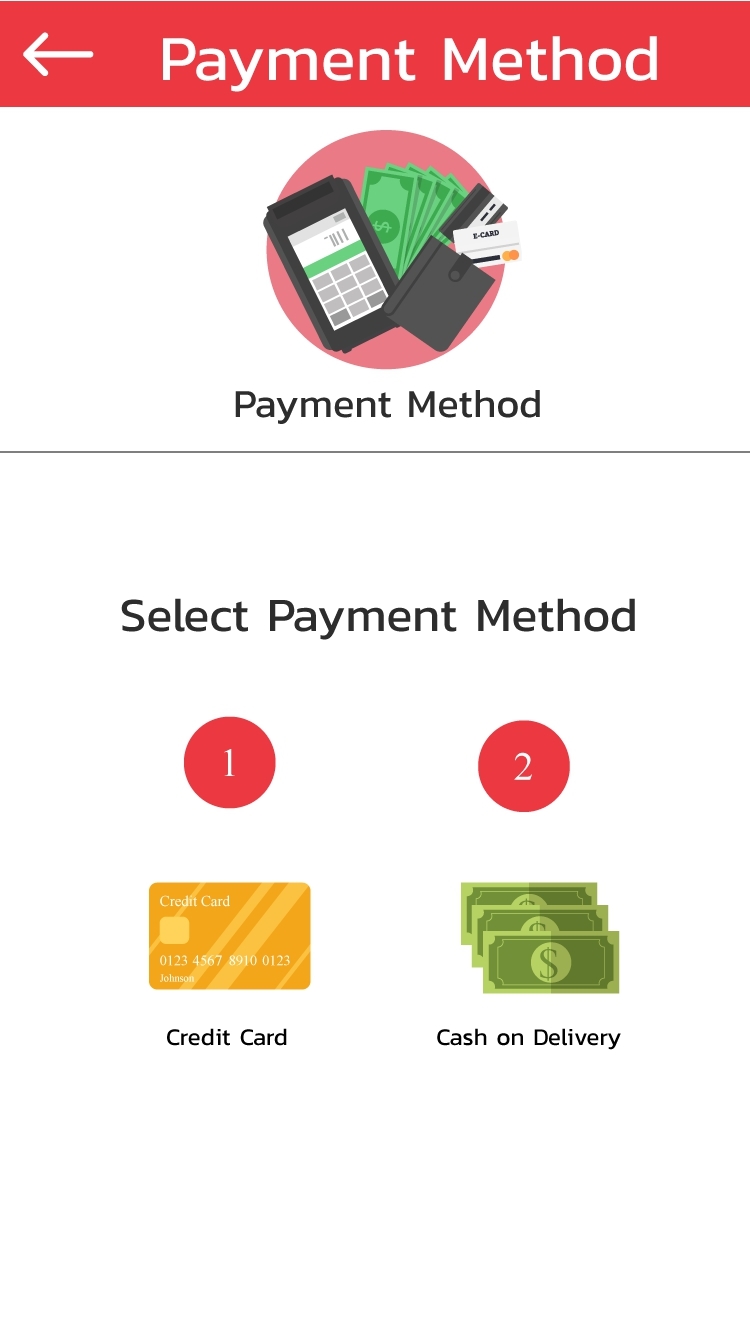 Payment Method
E-CARD
$
Payment Method
Select Payment Method
1
2
Credit Card
0123 4567 8910 0123
Johnson
$
Credit Card
Cash on Delivery